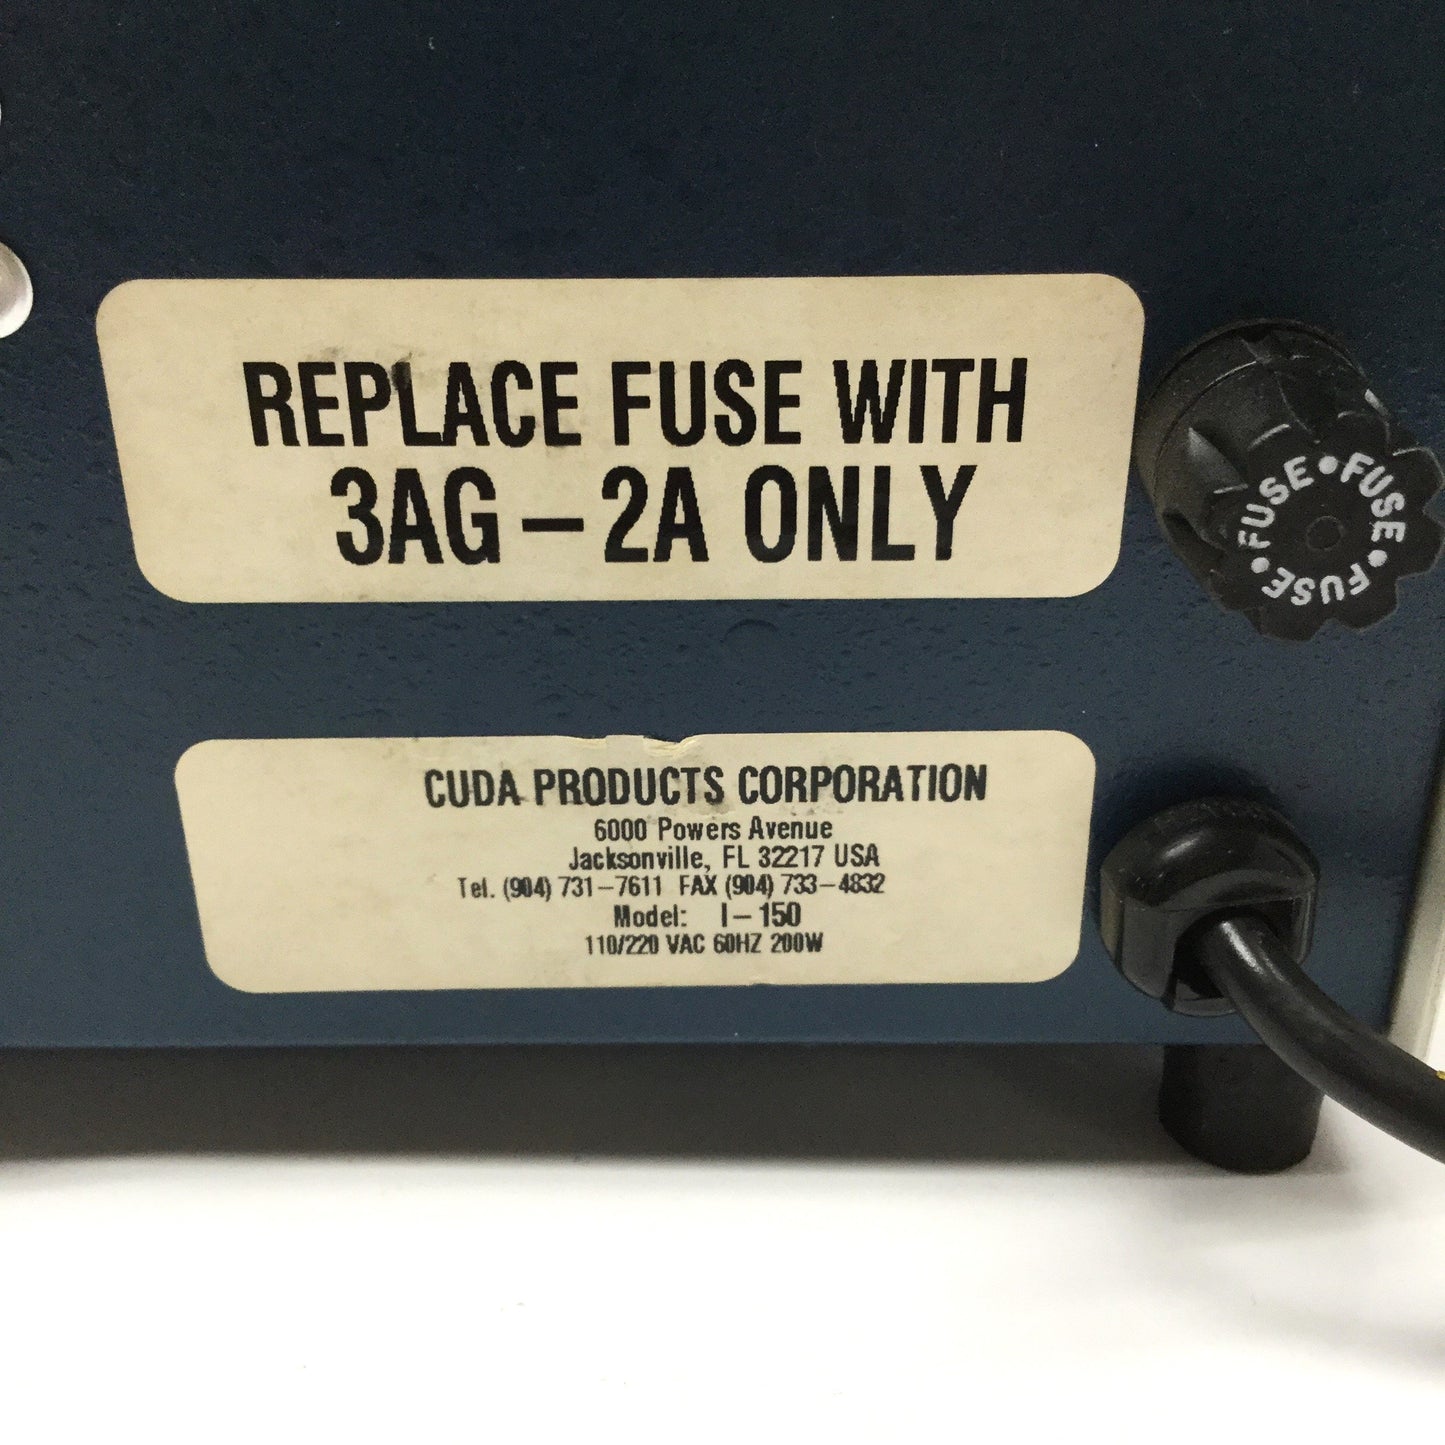 REPLACE FUSE WITH
3AG-2A ONLY
FUSE • FUSE • FUSE •
CUDA PRODUCTS CORPORATION
6000 Powers Avenue
Jacksonville, FL 32217 USA
Tel. (904) 731-7611 FAX (904) 733-4832
Model: I-150
110/220 VAC 60HZ 200W